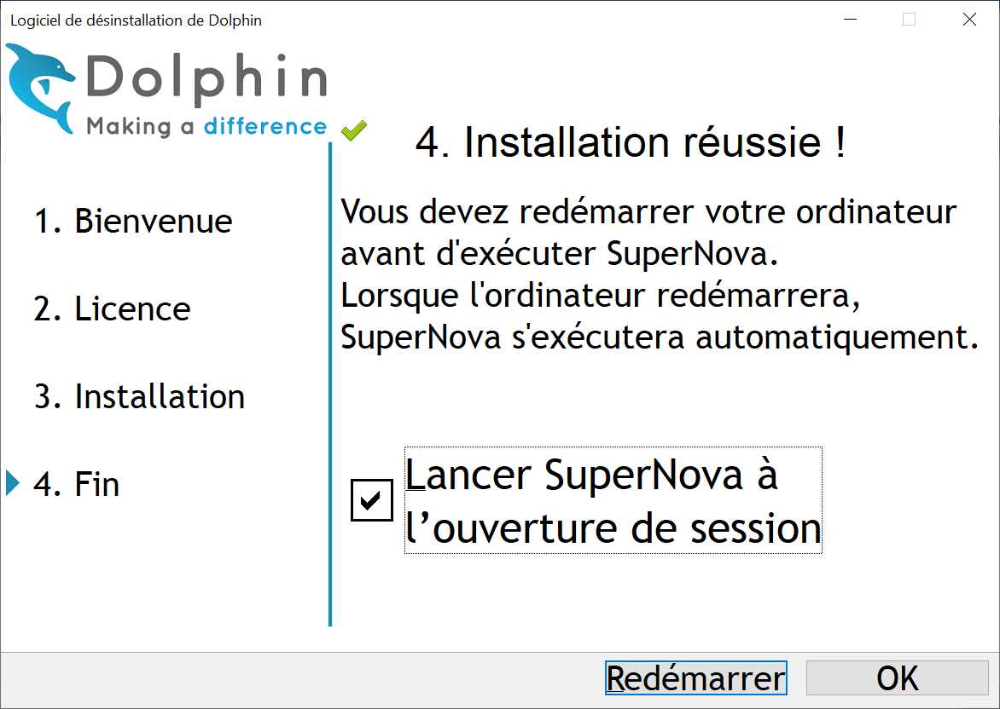 Logiciel de désinstallation de Dolphin
Dolphin
Making a difference
4. Installation réussie !
1. Bienvenue
2. Licence
3. Installation
4. Fin
Vous devez redémarrer votre ordinateur
avant d'exécuter SuperNova.
Lorsque l'ordinateur redémarrera,
SuperNova s'exécutera automatiquement.
Lancer SuperNova à
l’ouverture de session
Redémarrer
OK